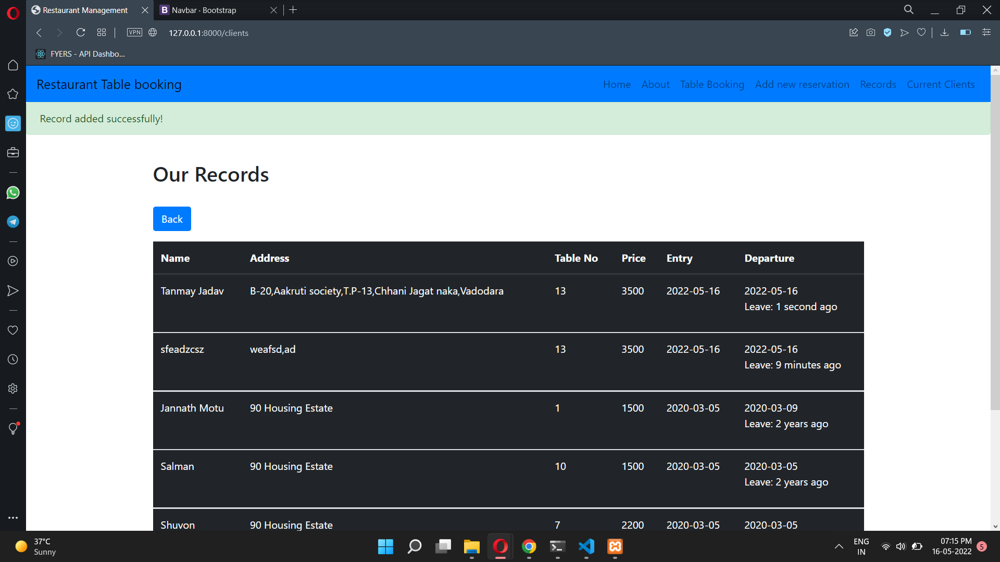 Restaurant Management
B Navbar · Bootstrap
VPN 127.0.0.1:8000/clients
FYERS - API Dashbo...
Restaurant Table booking
Home About Table Booking Add new reservation Records Current Clients
Record added successfully!
Our Records
Back
Name Address Table No Price Entry Departure
Tanmay Jadav B-20,Aakruti society,T.P-13,Chhani Jagat naka,Vadodara 13 3500 2022-05-16 2022-05-16
Leave: 1 second ago
sfeadzcsz weafsd,ad 13 3500 2022-05-16 2022-05-16
Leave: 9 minutes ago
Jannath Motu 90 Housing Estate 1 1500 2020-03-05 2020-03-09
Leave: 2 years ago
Salman 90 Housing Estate 10 1500 2020-03-05 2020-03-05
Leave: 2 years ago
Shuvon 90 Housing Estate 7 2200 2020-03-05 2020-03-05
37°C
Sunny
ENG
IN
07:15 PM
16-05-2022
5